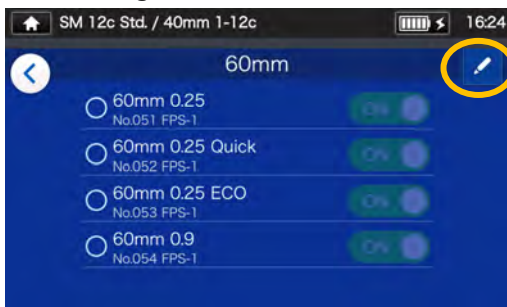 SM 12c Std. / 40mm 1-12c 16:24
60mm
60mm 0.25
No.051 FPS-1
ON
60mm 0.25 Quick
No.052 FPS-1
ON
60mm 0.25 ECO
No.053 FPS-1
ON
60mm 0.9
No.054 FPS-1
ON